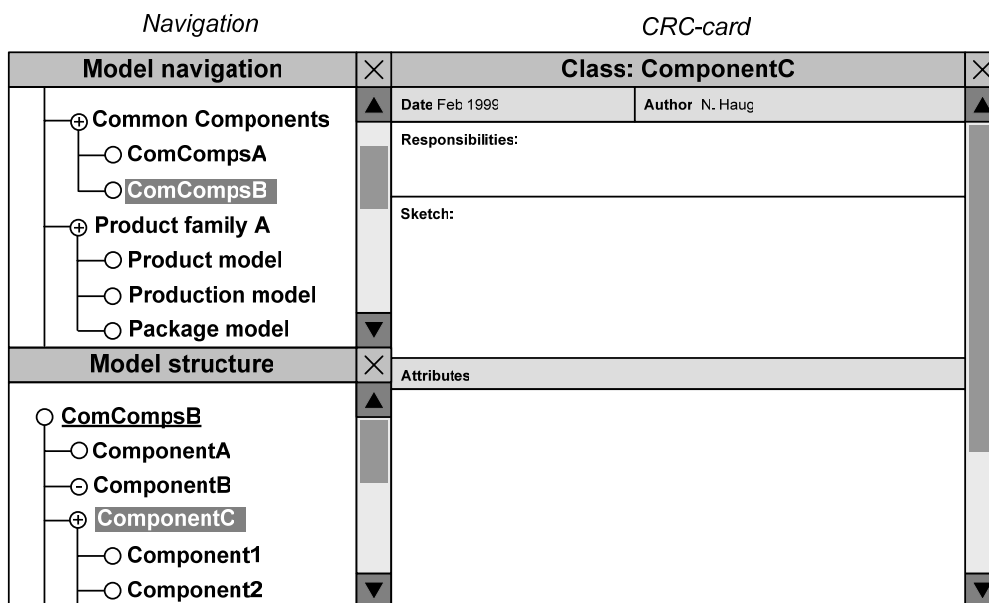 Navigation
CRC-card
Model navigation
Class: ComponentC
Common Components
ComCompsA
ComCompsB
Product family A
Product model
Production model
Package model
Model structure
ComCompsB
ComponentA
ComponentB
ComponentC
Component1
Component2
Date Feb 1999
Author N. Haug
Responsibilities:
Sketch:
Attributes